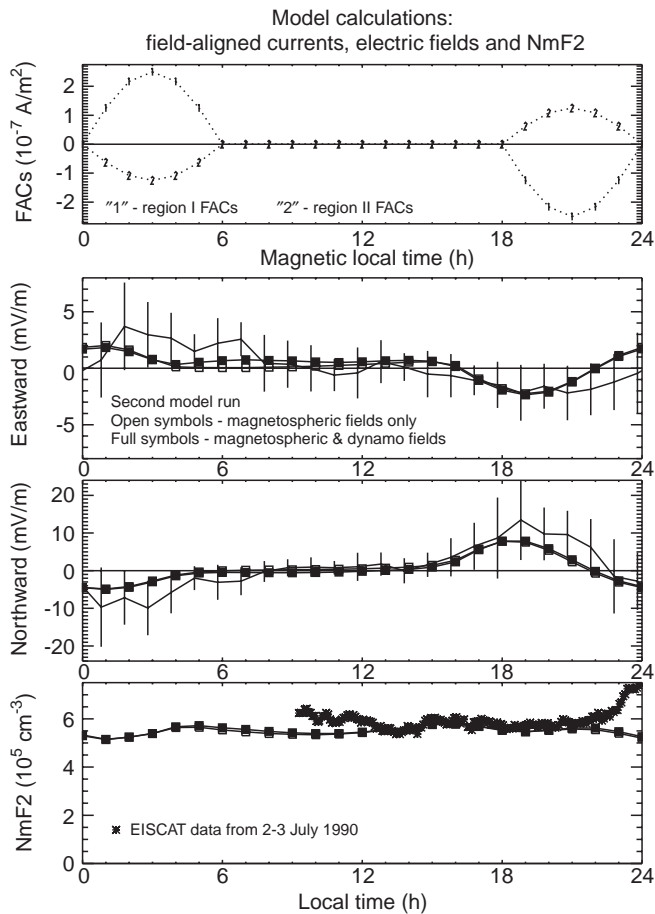 Model calculations:
field-aligned currents, electric fields and NmF2
FACs (10-7 A/m2)
2
1
0
-1
-2
"1" - region I FACs
"2" - region II FACs
0
6
12
18
24
Magnetic local time (h)
Eastward (mV/m)
5
0
-5
Second model run
Open symbols - magnetospheric fields only
Full symbols - magnetospheric & dynamo fields
0
6
12
18
24
Northward (mV/m)
20
10
0
-10
-20
0
6
12
18
24
NmF2 (105 cm-3)
6
4
2
0
EISCAT data from 2-3 July 1990
0
6
12
18
24
Local time (h)